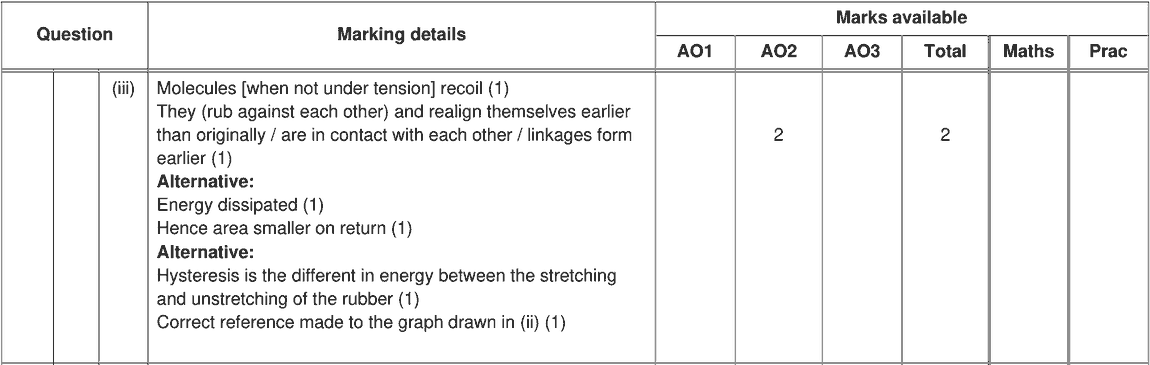 Question
Marking details
Marks available
AO1 AO2 AO3 Total Maths Prac
(iii) Molecules [when not under tension] recoil (1)
They (rub against each other) and realign themselves earlier
than originally / are in contact with each other / linkages form 2 2
earlier (1)
Alternative:
Energy dissipated (1)
Hence area smaller on return (1)
Alternative:
Hysteresis is the different in energy between the stretching
and unstretching of the rubber (1)
Correct reference made to the graph drawn in (ii) (1)